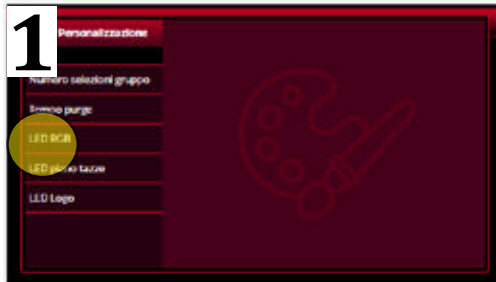 1
Personalizzazione
Numero selezioni gruppo
Tempo purge
LED RGB
LED piano tazze
LED Logo